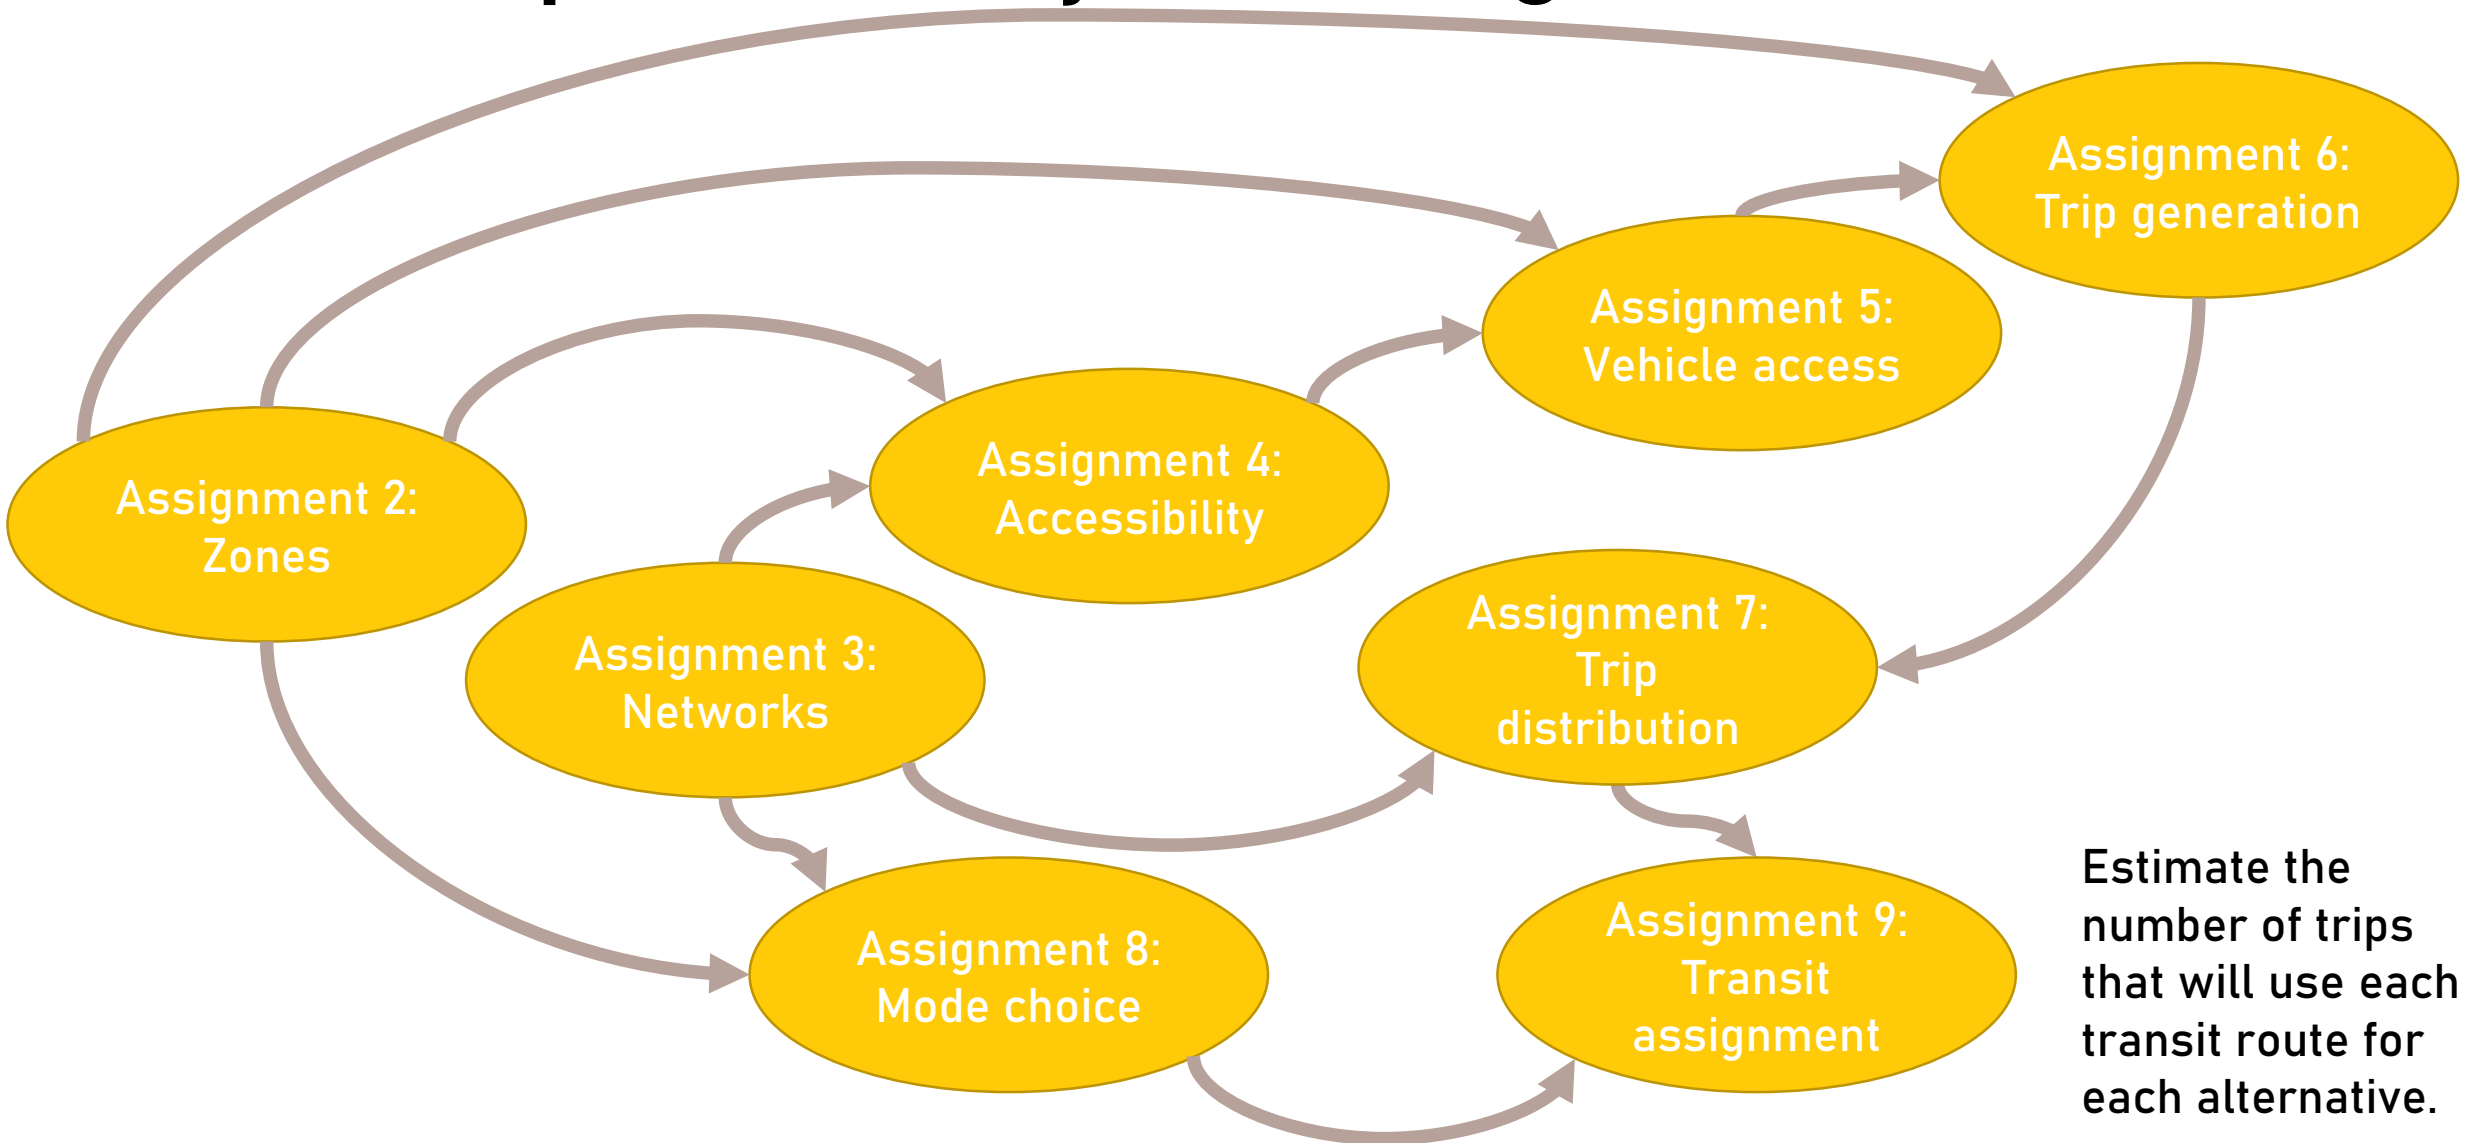 Assignment 6:
Trip generation
Assignment 5:
Vehicle access
Assignment 4:
Accessibility
Assignment 2:
Zones
Assignment 3:
Networks
Assignment 7:
Trip
distribution
Assignment 8:
Mode choice
Assignment 9:
Transit
assignment
Estimate the
number of trips
that will use each
transit route for
each alternative.